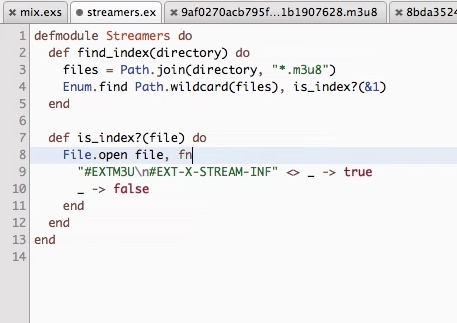 mix.exs streamers.ex 9af0270acb795f...1b1907628.m3u8 8bda3524
1 defmodule Streamers do
2 def find_index(directory) do
3 files = Path.join(directory, "*.m3u8")
4 Enum.find Path.wildcard(files), is_index?(&1)
5 end
6
7 def is_index?(file) do
8 File.open file, fn
9 "#EXTM3U\n#EXT-X-STREAM-INF" <> _ -> true
10 _ -> false
11 end
12 end
13 end
14